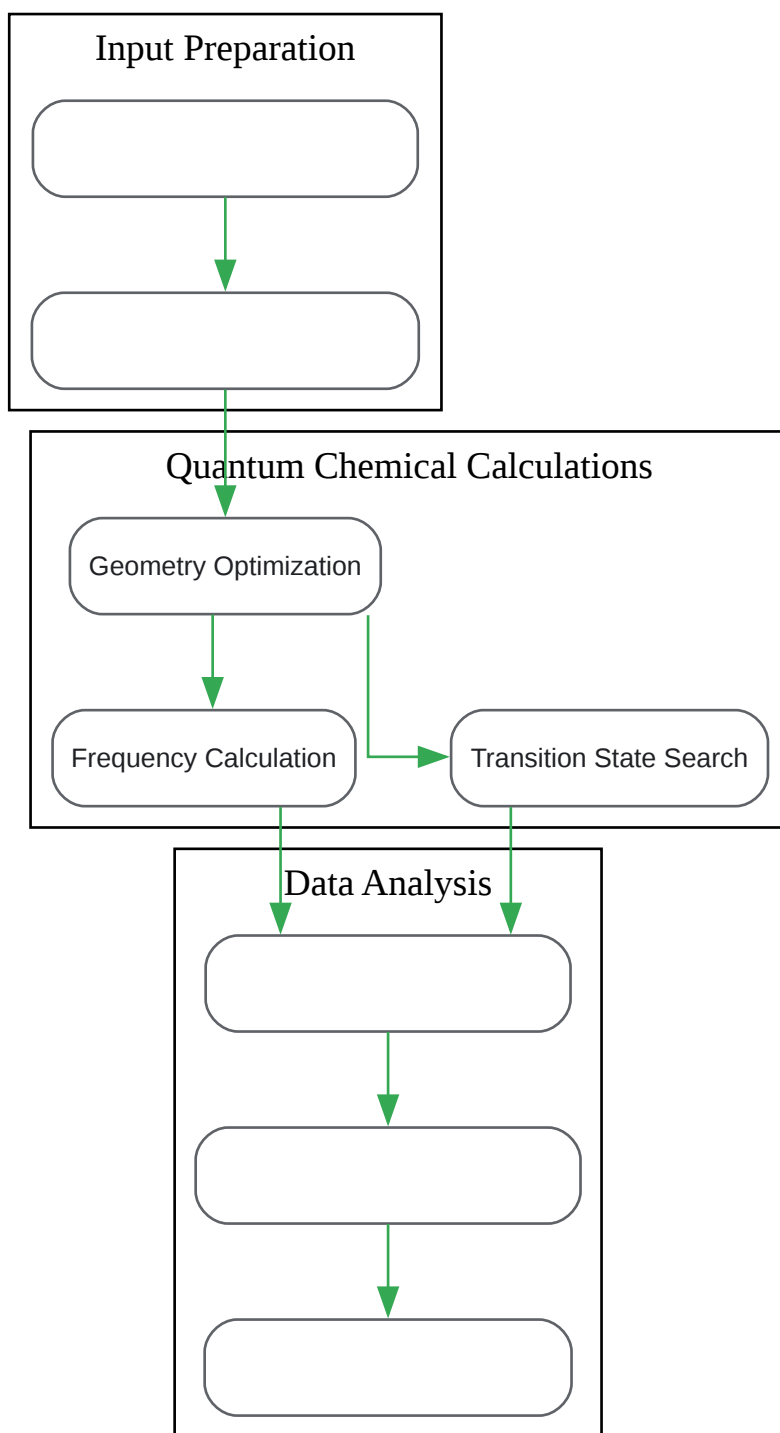 Input Preparation
Quantum Chemical Calculations
Geometry Optimization
Frequency Calculation
Transition State Search
Data Analysis